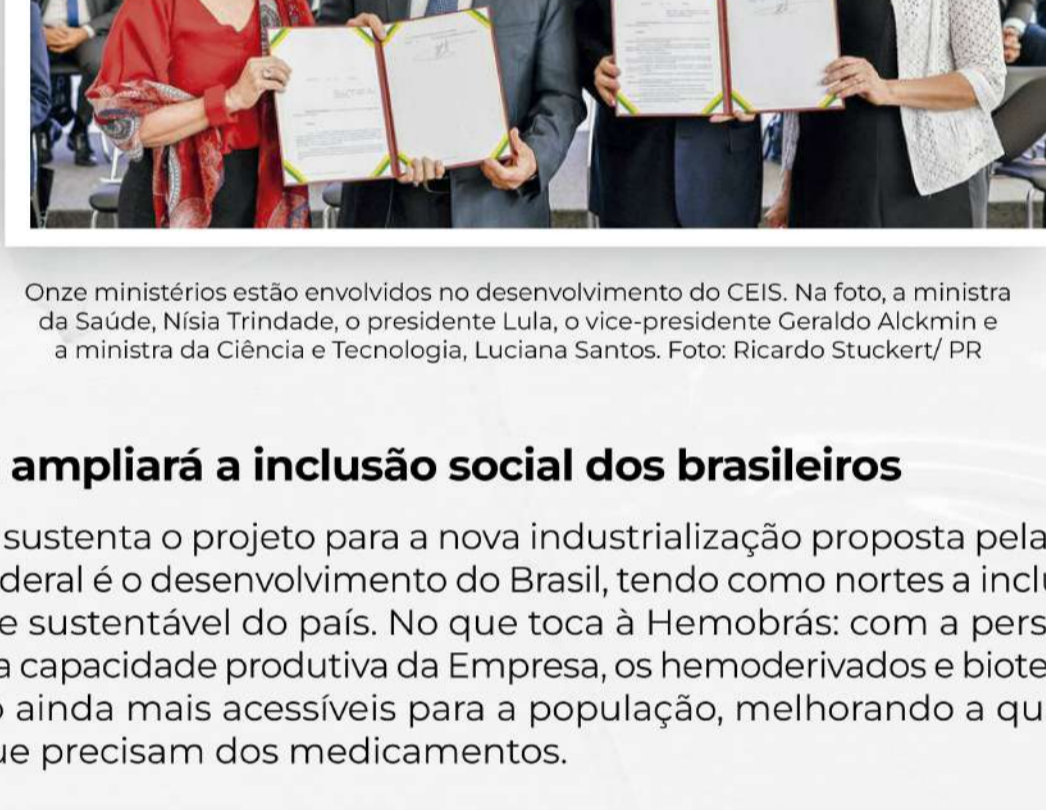 Onze ministérios estão envolvidos no desenvolvimento do CEIS. Na foto, a ministra
da Saúde, Nísia Trindade, o presidente Lula, o vice-presidente Geraldo Alckmin e
a ministra da Ciência e Tecnologia, Luciana Santos. Foto: Ricardo Stuckert/ PR
ampliará a inclusão social dos brasileiros
sustenta o projeto para a nova industrialização proposta pela
deral é o desenvolvimento do Brasil, tendo como nortes a inclu
e sustentável do país. No que toca à Hemobrás: com a pers
a capacidade produtiva da Empresa, os hemoderivados e biote
o ainda mais acessíveis para a população, melhorando a qu
ue precisam dos medicamentos.